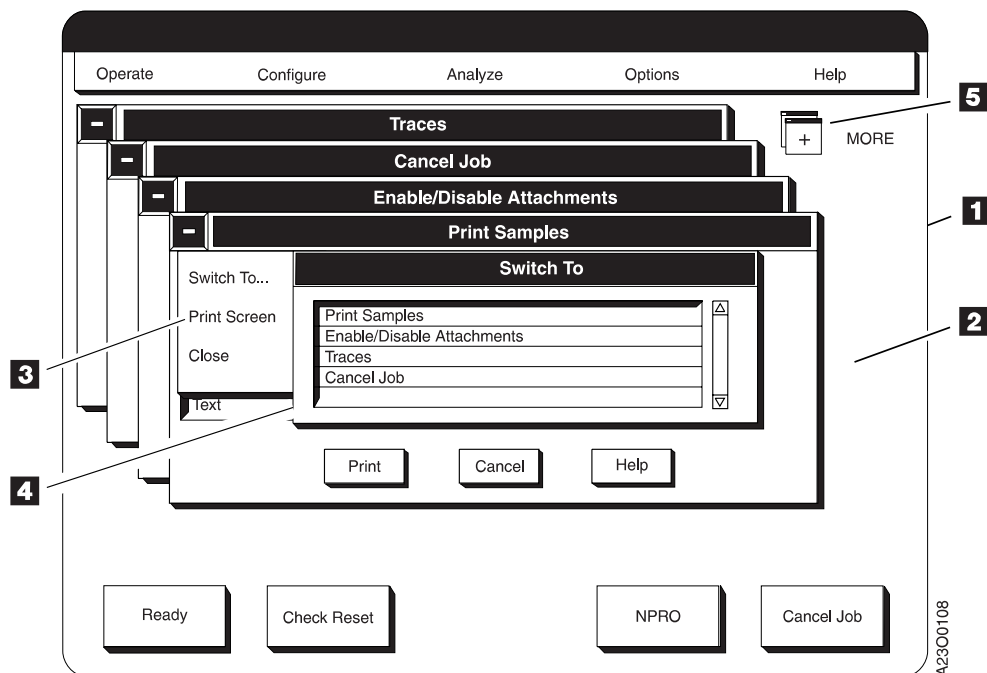 Operate Configure Analyze Options Help
5
Traces
+ MORE
Cancel Job
Enable/Disable Attachments
1
Print Samples
Switch To...
Switch To
Print Screen
Print Samples
2
Enable/Disable Attachments
3
Close
Traces
Cancel Job
Text
4
Print Cancel Help
Ready Check Reset NPRO Cancel Job
A23O0108